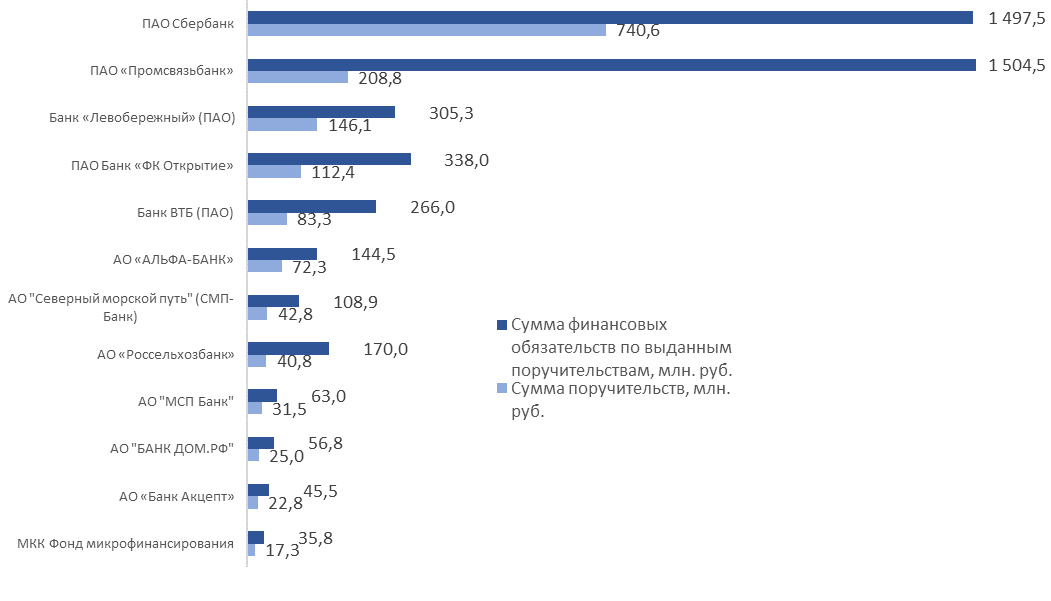 ПАО Сбербанк
1 497,5
740,6
ПАО «Промсвязьбанк»
1 504,5
208,8
Банк «Левобережный» (ПАО)
305,3
146,1
ПАО Банк «ФК Открытие»
338,0
112,4
Банк ВТБ (ПАО)
266,0
83,3
АО «АЛЬФА-БАНК»
144,5
72,3
АО "Северный морской путь" (СМП-
Банк)
108,9
42,8
АО «Россельхозбанк»
170,0
40,8
АО "МСП Банк"
63,0
31,5
АО "БАНК ДОМ.РФ"
56,8
25,0
АО «Банк Акцепт»
45,5
22,8
МКК Фонд микрофинансирования
35,8
17,3
Сумма финансовых
обязательств по выданным
поручительствам, млн. руб.
Сумма поручительств, млн.
руб.